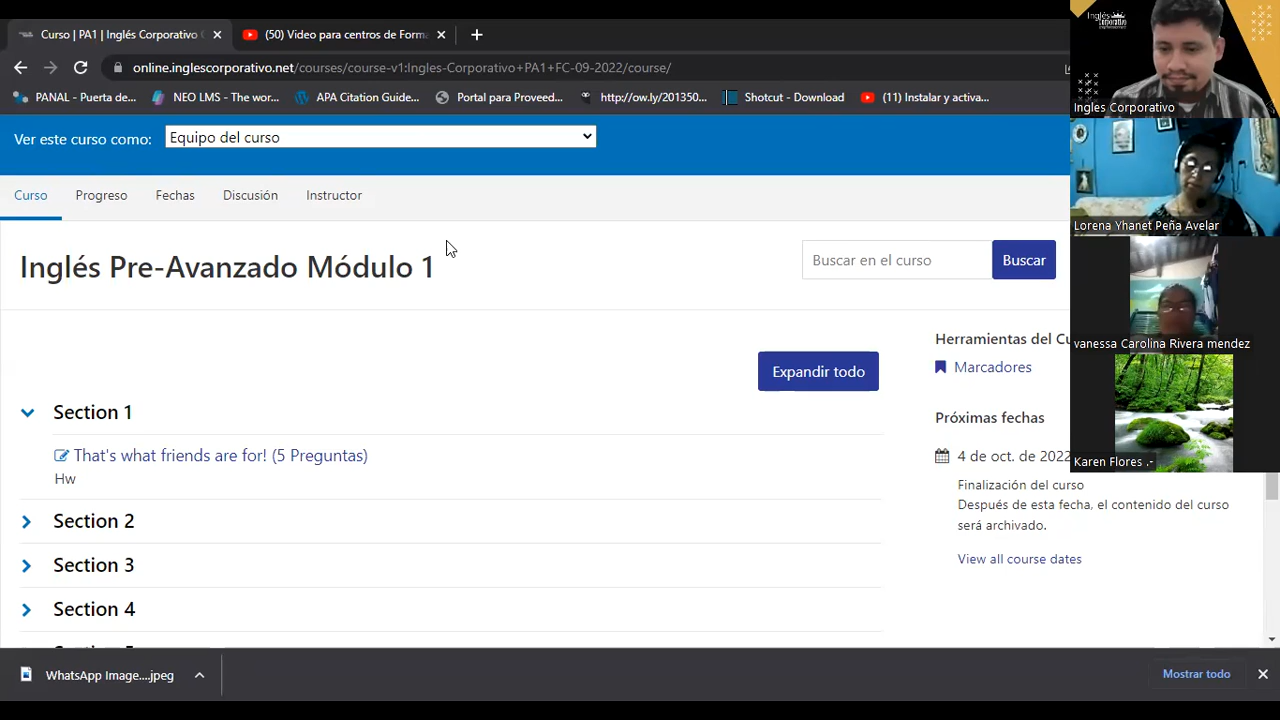 Curso | PA1 | Inglés Corporativo
(50) Video para centros de Forma
online.inglescorporativo.net/courses/course-v1:Ingles-Corporativo+PA1+FC-09-2022/course/
PANAL - Puerta de...
NEO LMS - The wor...
APA Citation Guide...
Portal para Proveed...
http://ow.ly/201350...
Shotcut - Download
(11) Instalar y activa...
Ver este curso como:
Equipo del curso
Curso
Progreso
Fechas
Discusión
Instructor
Inglés Pre-Avanzado Módulo 1
Buscar en el curso
Buscar
Expandir todo
Section 1
That's what friends are for! (5 Preguntas)
Hw
Section 2
Section 3
Section 4
Herramientas del Cu
Marcadores
Próximas fechas
4 de oct. de 2022
Finalización del curso
Después de esta fecha, el contenido del curso
será archivado.
View all course dates
WhatsApp Image....jpeg
Mostrar todo
Inglés
Corporativo
Ingles Corporativo
Lorena Yhanet Peña Avelar
vanessa Carolina Rivera mendez
Karen Flores .-